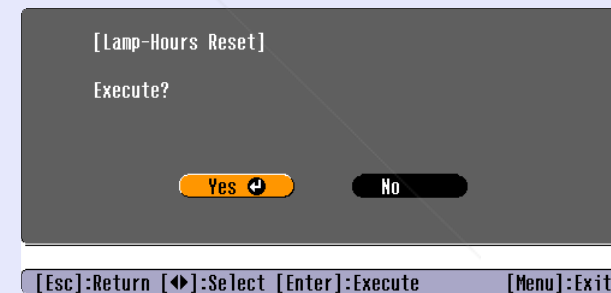 [Lamp-Hours Reset]
Execute?
Yes No
[Esc]:Return [◆]:Select [Enter]:Execute [Menu]:Exit